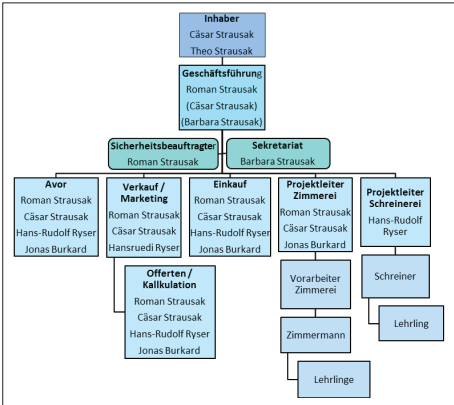 Inhaber
Cäsar Strausak
Theo Strausak
Geschäftsführung
Roman Strausak
(Cäsar Strausak)
(Barbara Strausak)
Sicherheitsbeauftragter
Roman Strausak
Sekretariat
Barbara Strausak
Avor
Roman Strausak
Cäsar Strausak
Hans-Rudolf Ryser
Jonas Burkard
Verkauf /
Marketing
Roman Strausak
Cäsar Strausak
Hansruedi Ryser
Einkauf
Roman Strausak
Cäsar Strausak
Hans-Rudolf Ryser
Jonas Burkard
Projektleiter
Zimmerei
Roman Strausak
Cäsar Strausak
Jonas Burkard
Projektleiter
Schreinerei
Hans-Rudolf
Ryser
Offerten /
Kallkulation
Roman Strausak
Cäsar Strausak
Hans-Rudolf Ryser
Jonas Burkard
Vorarbeiter
Zimmerei
Zimmermann
Lehrlinge
Schreiner
Lehrling